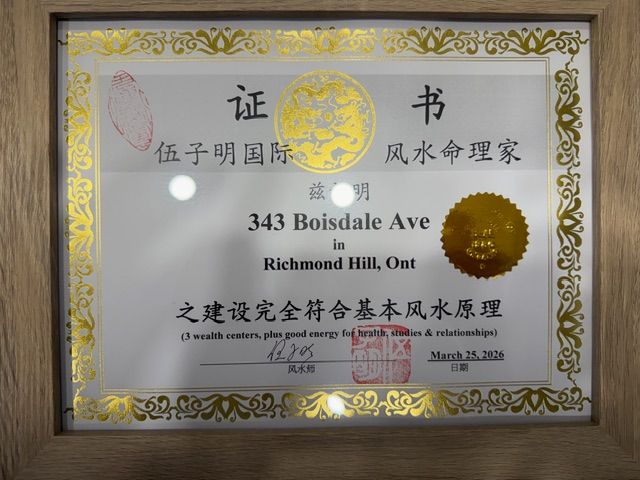 证 书
伍子明国际 风水命理家
兹 明
343 Boisdale Ave
in
Richmond Hill, Ont
之建设完全符合基本风水原理
(3 wealth centers, plus good energy for health, studies & relationships)
March 25, 2026
风水师 日期